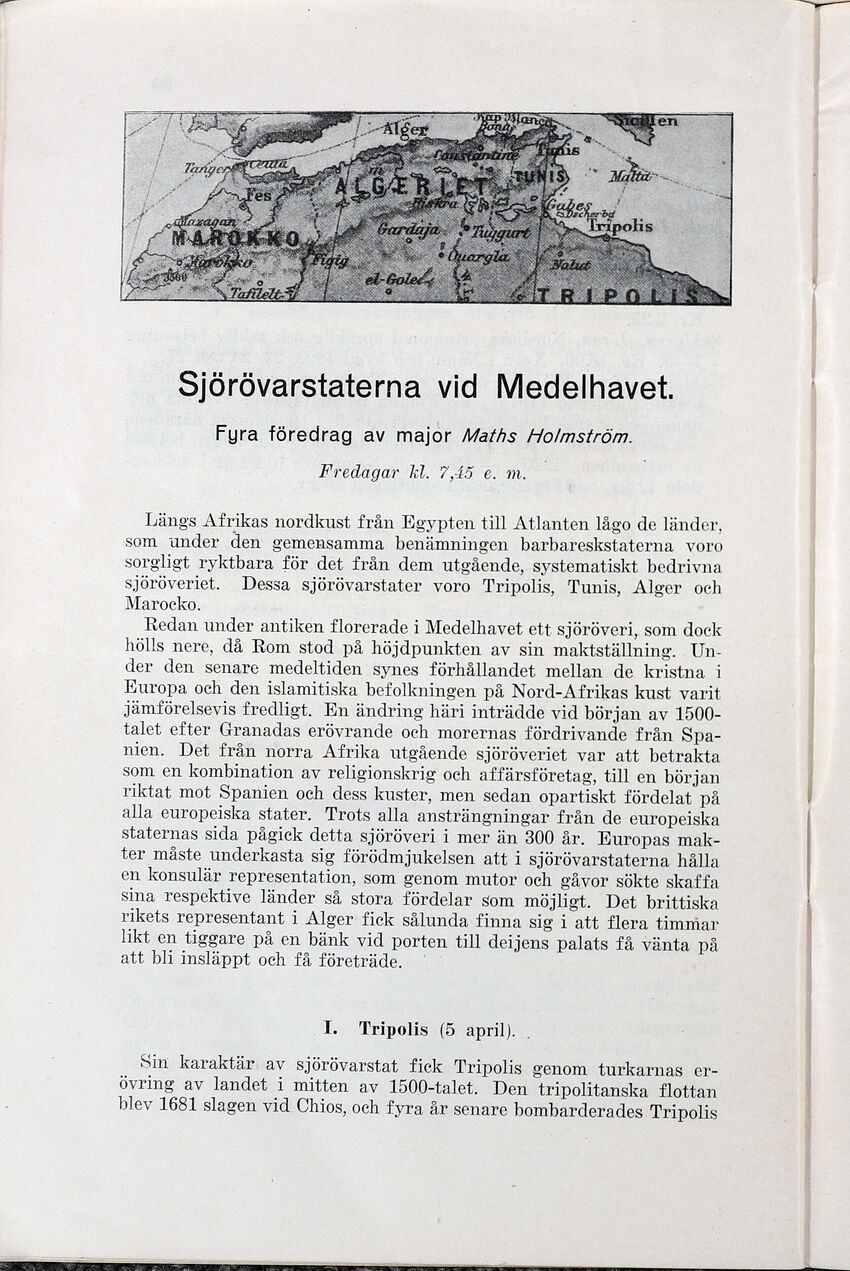 Alger
Kap Blanco
Bona
Sicilien
Tanger
Ceuta
Constantine
Tunis
Malta
Fes
ALGERIET
TUNIS
Biskra
Gabes
Dscherba
Mazagan
Gardaja
Tuggurt
Tripolis
MAROKKO
Marokko
Figig
Ouargla
Nalut
el-Golea
Tafilelt
TRIPOLIS
Sjörövarstaterna vid Medelhavet.
Fyra föredrag av major Maths Holmström.
Fredagar kl. 7,45 e. m.
Längs Afrikas nordkust från Egypten till Atlanten lågo de länder,
som under den gemensamma benämningen barbareskstaterna voro
sorgligt ryktbara för det från dem utgående, systematiskt bedrivna
sjöröveriet. Dessa sjörövarstater voro Tripolis, Tunis, Alger och
Marocko.
Redan under antiken florerade i Medelhavet ett sjöröveri, som dock
hölls nere, då Rom stod på höjdpunkten av sin maktställning. Un-
der den senare medeltiden synes förhållandet mellan de kristna i
Europa och den islamitiska befolkningen på Nord-Afrikas kust varit
jämförelsevis fredligt. En ändring häri inträdde vid början av 1500-
talet efter Granadas erövrande och morernas fördrivande från Spa-
nien. Det från norra Afrika utgående sjöröveriet var att betrakta
som en kombination av religionskrig och affärsföretag, till en början
riktat mot Spanien och dess kuster, men sedan opartiskt fördelat på
alla europeiska stater. Trots alla ansträngningar från de europeiska
staternas sida pågick detta sjöröveri i mer än 300 år. Europas mak-
ter måste underkasta sig förödmjukelsen att i sjörövarstaterna hålla
en konsulär representation, som genom mutor och gåvor sökte skaffa
sina respektive länder så stora fördelar som möjligt. Det brittiska
rikets representant i Alger fick sålunda finna sig i att flera timmar
likt en tiggare på en bänk vid porten till deijens palats få vänta på
att bli insläppt och få företräde.
I. Tripolis (5 april).
Sin karaktär av sjörövarstat fick Tripolis genom turkarnas er-
övring av landet i mitten av 1500-talet. Den tripolitanska flottan
blev 1681 slagen vid Chios, och fyra år senare bombarderades Tripolis